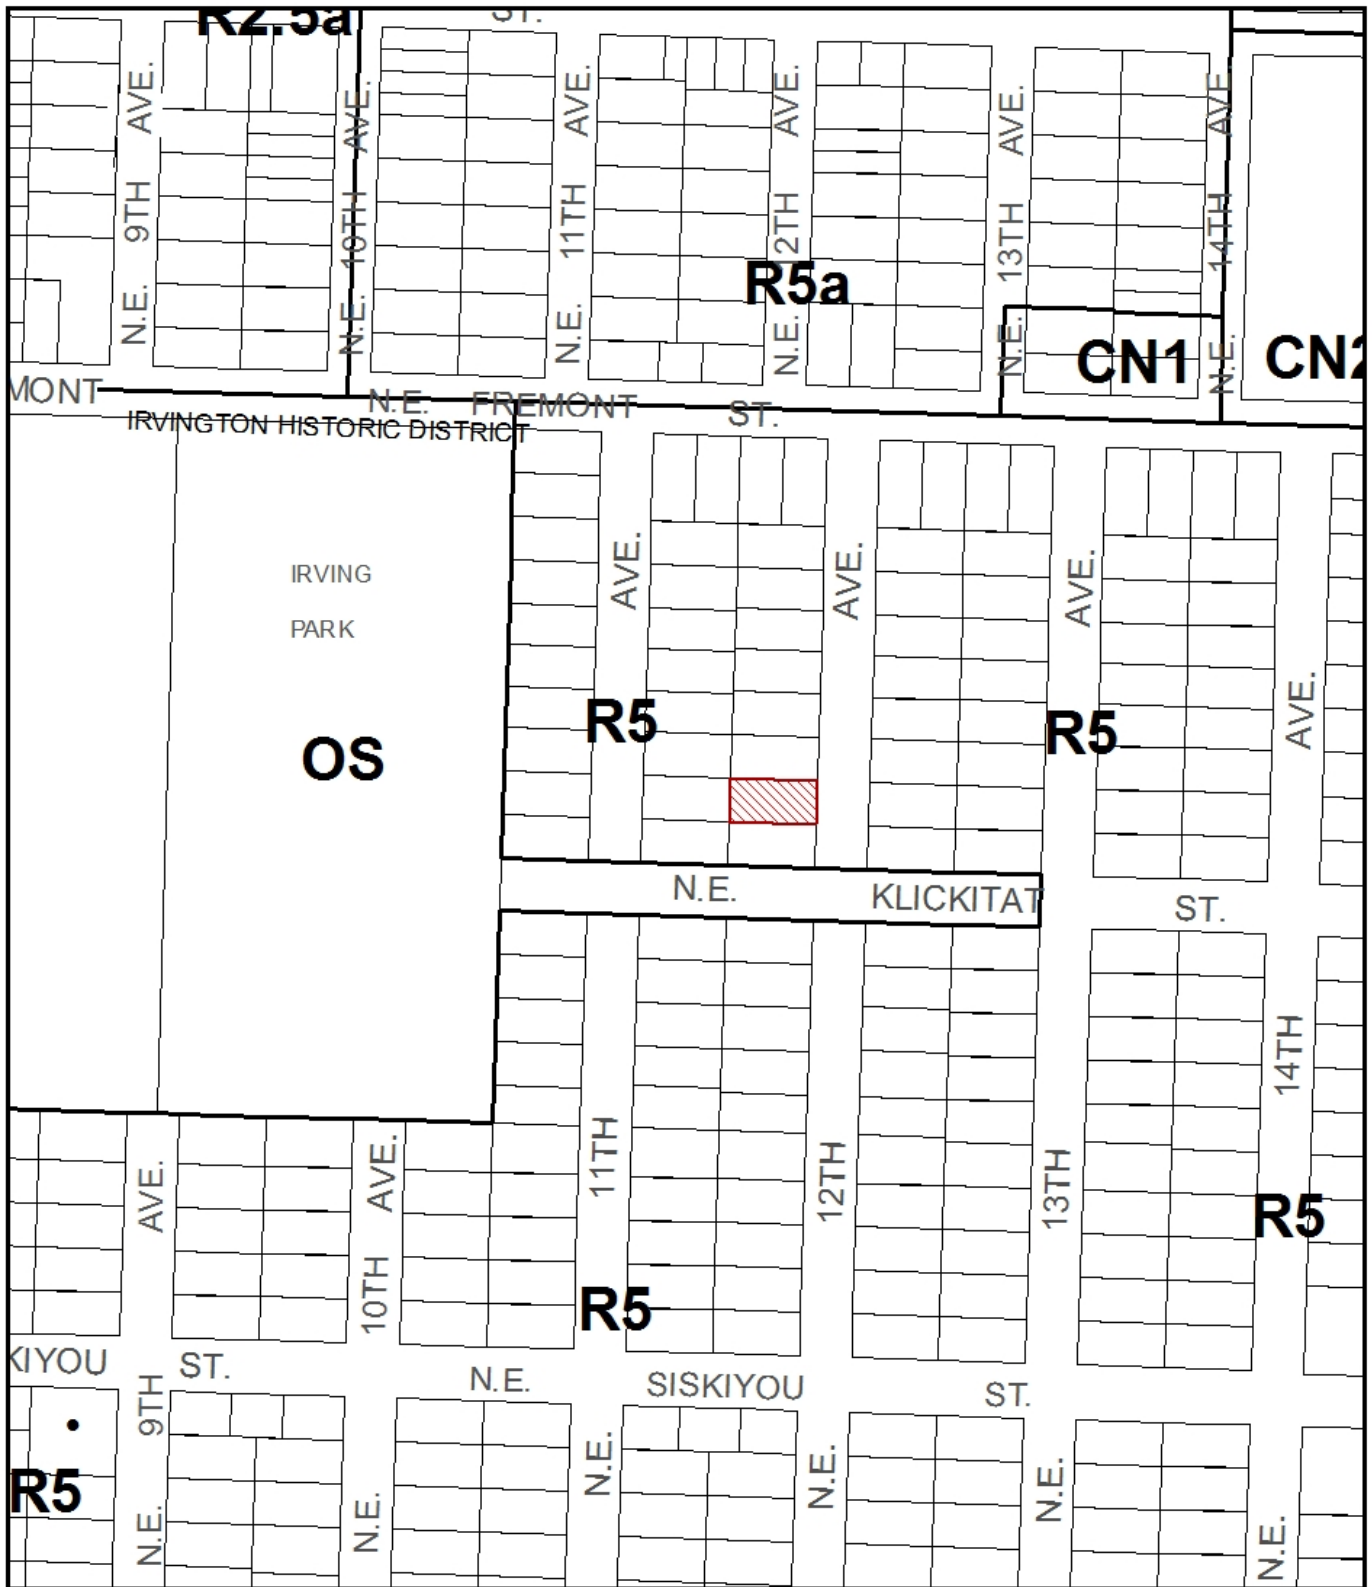 ST.
R2.5a
N.E. 9TH AVE.
N.E. 10TH AVE.
N.E. 11TH AVE.
N.E. 12TH AVE.
N.E. 13TH AVE.
N.E. 14TH AVE.
R5a
CN1
CN2
MONT
N.E. FREMONT ST.
IRVINGTON HISTORIC DISTRICT
IRVING
PARK
OS
AVE.
AVE.
AVE.
AVE.
R5
R5
N.E. KLICKITAT ST.
AVE.
10TH AVE.
11TH
12TH
13TH
14TH
R5
R5
KIYOU ST.
N.E. SISKIYOU ST.
N.E. 9TH
N.E.
N.E.
N.E.
N.E.
N.E.
R5